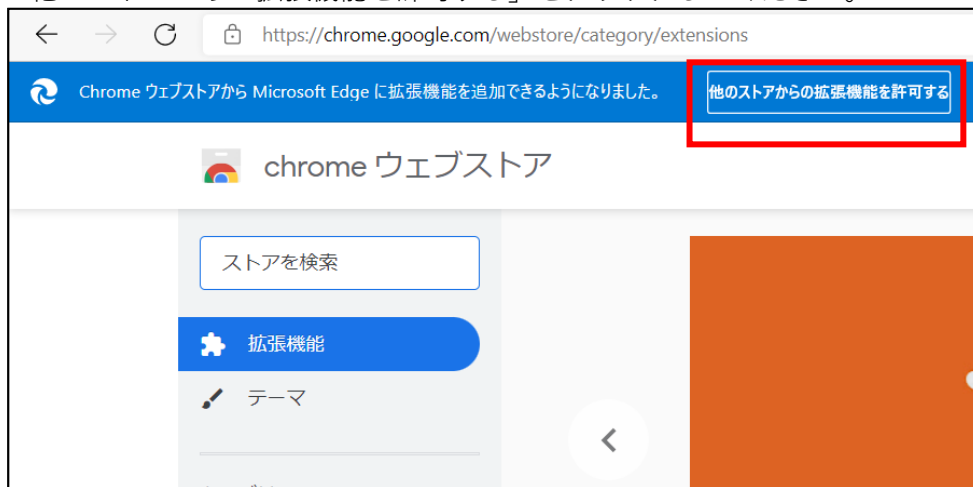 https://chrome.google.com/webstore/category/extensions
Chrome ウェブストアから Microsoft Edge に拡張機能を追加できるようになりました。
他のストアからの拡張機能を許可する
chrome ウェブストア
ストアを検索
拡張機能
テーマ